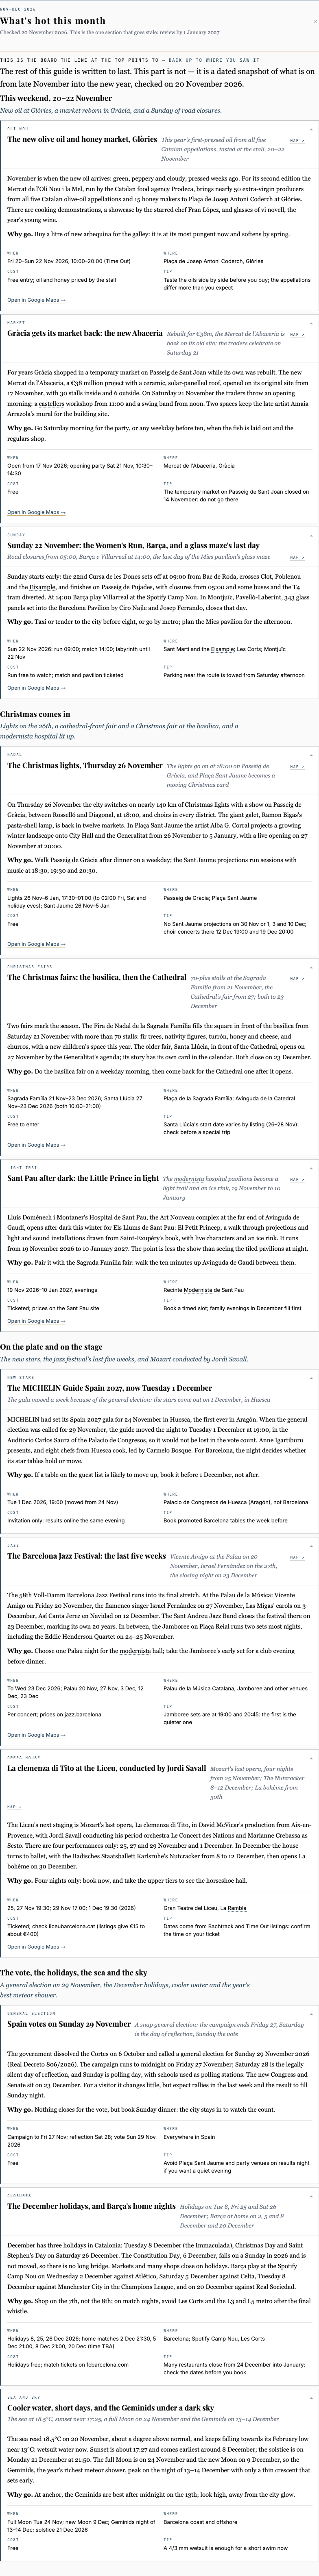 NOV–DEC 2026
What's hot this month
Checked 20 November 2026. This is the one section that goes stale: review by 1 January 2027
THIS IS THE BOARD THE LINE AT THE TOP POINTS TO — BACK UP TO WHERE YOU SAW IT
The rest of this guide is written to last. This part is not — it is a dated snapshot of what is on
from late November into the new year, checked on 20 November 2026.
This weekend, 20–22 November
New oil at Glòries, a market reborn in Gràcia, and a Sunday of road closures.
OLI NOU
The new olive oil and honey market, Glòries
This year's first-pressed oil from all five
Catalan appellations, tasted at the stall, 20–22
November
MAP ↗
November is when the new oil arrives: green, peppery and cloudy, pressed weeks ago. For its second edition the
Mercat de l'Oli Nou i la Mel, run by the Catalan food agency Prodeca, brings nearly 50 extra-virgin producers
from all five Catalan olive-oil appellations and 15 honey makers to Plaça de Josep Antoni Coderch at Glòries.
There are cooking demonstrations, a showcase by the starred chef Fran López, and glasses of vi novell, the
year's young wine.
Why go. Buy a litre of new arbequina for the galley: it is at its most pungent now and softens by spring.
WHEN
Fri 20–Sun 22 Nov 2026, 10:00–20:00 (Time Out)
WHERE
Plaça de Josep Antoni Coderch, Glòries
COST
Free entry; oil and honey priced by the stall
TIP
Taste the oils side by side before you buy; the appellations
differ more than you expect
Open in Google Maps →
MARKET
Gràcia gets its market back: the new Abaceria
Rebuilt for €38m, the Mercat de l'Abaceria is
back on its old site; the traders celebrate on
Saturday 21
MAP ↗
For years Gràcia shopped in a temporary market on Passeig de Sant Joan while its own was rebuilt. The new
Mercat de l'Abaceria, a €38 million project with a ceramic, solar-panelled roof, opened on its original site from
17 November, with 30 stalls inside and 6 outside. On Saturday 21 November the traders throw an opening
morning: a castellers workshop from 11:00 and a swing band from noon. Two spaces keep the late artist Amaia
Arrazola's mural for the building site.
Why go. Go Saturday morning for the party, or any weekday before ten, when the fish is laid out and the
regulars shop.
WHEN
Open from 17 Nov 2026; opening party Sat 21 Nov, 10:30–
14:30
WHERE
Mercat de l'Abaceria, Gràcia
COST
Free
TIP
The temporary market on Passeig de Sant Joan closed on
14 November: do not go there
Open in Google Maps →
SUNDAY
Sunday 22 November: the Women's Run, Barça, and a glass maze's last day
Road closures from 05:00, Barça v Villarreal at 14:00, the last day of the Mies pavilion's glass maze
MAP ↗
Sunday starts early: the 22nd Cursa de les Dones sets off at 09:00 from Bac de Roda, crosses Clot, Poblenou
and the Eixample, and finishes on Passeig de Pujades, with closures from 05:00 and some buses and the T4
tram diverted. At 14:00 Barça play Villarreal at the Spotify Camp Nou. In Montjuïc, Pavelló-Laberint, 343 glass
panels set into the Barcelona Pavilion by Ciro Najle and Josep Ferrando, closes that day.
Why go. Taxi or tender to the city before eight, or go by metro; plan the Mies pavilion for the afternoon.
WHEN
Sun 22 Nov 2026: run 09:00; match 14:00; labyrinth until
22 Nov
WHERE
Sant Martí and the Eixample; Les Corts; Montjuïc
COST
Run free to watch; match and pavilion ticketed
TIP
Parking near the route is towed from Saturday afternoon
Open in Google Maps →
Christmas comes in
Lights on the 26th, a cathedral-front fair and a Christmas fair at the basilica, and a
modernista hospital lit up.
NADAL
The Christmas lights, Thursday 26 November
The lights go on at 18:00 on Passeig de
Gràcia, and Plaça Sant Jaume becomes a
moving Christmas card
MAP ↗
On Thursday 26 November the city switches on nearly 140 km of Christmas lights with a show on Passeig de
Gràcia, between Rosselló and Diagonal, at 18:00, and choirs in every district. The giant galet, Ramon Bigas's
pasta-shell lamp, is back in twelve markets. In Plaça Sant Jaume the artist Alba G. Corral projects a growing
winter landscape onto City Hall and the Generalitat from 26 November to 5 January, with a live opening on 27
November at 20:00.
Why go. Walk Passeig de Gràcia after dinner on a weekday; the Sant Jaume projections run sessions with
music at 18:30, 19:30 and 20:30.
WHEN
Lights 26 Nov–6 Jan, 17:30–01:00 (to 02:00 Fri, Sat and
holiday eves); Sant Jaume 26 Nov–5 Jan
WHERE
Passeig de Gràcia; Plaça Sant Jaume
COST
Free
TIP
No Sant Jaume projections on 30 Nov or 1, 3 and 10 Dec;
choir concerts there 12 Dec 19:00 and 19 Dec 20:00
Open in Google Maps →
CHRISTMAS FAIRS
The Christmas fairs: the basilica, then the Cathedral
70-plus stalls at the Sagrada
Família from 21 November, the
Cathedral's fair from 27; both to 23
December
MAP ↗
Two fairs mark the season. The Fira de Nadal de la Sagrada Família fills the square in front of the basilica from
Saturday 21 November with more than 70 stalls: fir trees, nativity figures, turrón, honey and cheese, and
churros, with a new children's space this year. The older fair, Santa Llúcia, in front of the Cathedral, opens on
27 November by the Generalitat's agenda; its story has its own card in the calendar. Both close on 23 December.
Why go. Do the basilica fair on a weekday morning, then come back for the Cathedral one after it opens.
WHEN
Sagrada Família 21 Nov–23 Dec 2026; Santa Llúcia 27
Nov–23 Dec 2026 (both 10:00–21:00)
WHERE
Plaça de la Sagrada Família; Avinguda de la Catedral
COST
Free to enter
TIP
Santa Llúcia's start date varies by listing (26–28 Nov):
check before a special trip
Open in Google Maps →
LIGHT TRAIL
Sant Pau after dark: the Little Prince in light
The modernista hospital pavilions become a
light trail and an ice rink, 19 November to 10
January
MAP ↗
Lluís Domènech i Montaner's Hospital de Sant Pau, the Art Nouveau complex at the far end of Avinguda de
Gaudí, opens after dark this winter for Els Llums de Sant Pau: El Petit Príncep, a walk through projections and
light and sound installations drawn from Saint-Exupéry's book, with live characters and an ice rink. It runs
from 19 November 2026 to 10 January 2027. The point is less the show than seeing the tiled pavilions at night.
Why go. Pair it with the Sagrada Família fair: walk the ten minutes up Avinguda de Gaudí between them.
WHEN
19 Nov 2026–10 Jan 2027, evenings
WHERE
Recinte Modernista de Sant Pau
COST
Ticketed; prices on the Sant Pau site
TIP
Book a timed slot; family evenings in December fill first
Open in Google Maps →
On the plate and on the stage
The new stars, the jazz festival's last five weeks, and Mozart conducted by Jordi Savall.
NEW STARS
The MICHELIN Guide Spain 2027, now Tuesday 1 December
The gala moved a week because of the general election: the stars come out on 1 December, in Huesca
MICHELIN had set its Spain 2027 gala for 24 November in Huesca, the first ever in Aragón. When the general
election was called for 29 November, the guide moved the night to Tuesday 1 December at 19:00, in the
Auditorio Carlos Saura of the Palacio de Congresos, so it would not be lost in the vote count. Anne Igartiburu
presents, and eight chefs from Huesca cook, led by Carmelo Bosque. For Barcelona, the night decides whether
its star tables hold or move.
Why go. If a table on the guest list is likely to move up, book it before 1 December, not after.
WHEN
Tue 1 Dec 2026, 19:00 (moved from 24 Nov)
WHERE
Palacio de Congresos de Huesca (Aragón), not Barcelona
COST
Invitation only; results online the same evening
TIP
Book promoted Barcelona tables the week before
JAZZ
The Barcelona Jazz Festival: the last five weeks
Vicente Amigo at the Palau on 20
November, Israel Fernández on the 27th,
the closing night on 23 December
MAP ↗
The 58th Voll-Damm Barcelona Jazz Festival runs into its final stretch. At the Palau de la Música: Vicente
Amigo on Friday 20 November, the flamenco singer Israel Fernández on 27 November, Las Migas' carols on 3
December, Así Canta Jerez en Navidad on 12 December. The Sant Andreu Jazz Band closes the festival on 23
December, marking its own 20 years. In between, the Jamboree on Plaça Reial plays two sets most nights,
including the Eddie Henderson Quartet on 24–25 November.
Why go. Choose one Palau night for the modernista hall; take the Jamboree's early set for a club evening
before dinner.
WHEN
To Wed 23 Dec 2026; Palau 20 Nov, 27 Nov, 3 Dec, 12
Dec, 23 Dec
WHERE
Palau de la Música Catalana, Jamboree and other venues
COST
Per concert; prices on jazz.barcelona
TIP
Jamboree sets are at 19:00 and 20:45: the first is the
quieter one
Open in Google Maps →
OPERA HOUSE
La clemenza di Tito at the Liceu, conducted by Jordi Savall
Mozart's last opera, four nights
from 25 November; The Nutcracker
8–12 December; La bohème from
30th
MAP ↗
The Liceu's next staging is Mozart's last opera, La clemenza di Tito, in David McVicar's production from Aix-en-
Provence, with Jordi Savall conducting his period orchestra Le Concert des Nations and Marianne Crebassa as
Sesto. There are four performances only: 25, 27 and 29 November and 1 December. In December the house
turns to ballet, with the Badisches Staatsballett Karlsruhe's Nutcracker from 8 to 12 December, then opens La
bohème on 30 December.
Why go. Four nights only: book now, and take the upper tiers to see the horseshoe hall.
WHEN
25, 27 Nov 19:30; 29 Nov 17:00; 1 Dec 19:30 (2026)
WHERE
Gran Teatre del Liceu, La Rambla
COST
Ticketed; check liceubarcelona.cat (listings give €15 to
about €400)
TIP
Dates come from Bachtrack and Time Out listings: confirm
the time on your ticket
Open in Google Maps →
The vote, the holidays, the sea and the sky
A general election on 29 November, the December holidays, cooler water and the year's
best meteor shower.
GENERAL ELECTION
Spain votes on Sunday 29 November
A snap general election: the campaign ends Friday 27, Saturday
is the day of reflection, Sunday the vote
The government dissolved the Cortes on 6 October and called a general election for Sunday 29 November 2026
(Real Decreto 806/2026). The campaign runs to midnight on Friday 27 November; Saturday 28 is the legally
silent day of reflection, and Sunday is polling day, with schools used as polling stations. The new Congress and
Senate sit on 23 December. For a visitor it changes little, but expect rallies in the last week and the result to fill
Sunday night.
Why go. Nothing closes for the vote, but book Sunday dinner: the city stays in to watch the count.
WHEN
Campaign to Fri 27 Nov; reflection Sat 28; vote Sun 29 Nov
2026
WHERE
Everywhere in Spain
COST
Free
TIP
Avoid Plaça Sant Jaume and party venues on results night
if you want a quiet evening
CLOSURES
The December holidays, and Barça's home nights
Holidays on Tue 8, Fri 25 and Sat 26
December; Barça at home on 2, 5 and 8
December and 20 December
December has three holidays in Catalonia: Tuesday 8 December (the Immaculada), Christmas Day and Saint
Stephen's Day on Saturday 26 December. The Constitution Day, 6 December, falls on a Sunday in 2026 and is
not moved, so there is no long bridge. Markets and many shops close on holidays. Barça play at the Spotify
Camp Nou on Wednesday 2 December against Atlético, Saturday 5 December against Celta, Tuesday 8
December against Manchester City in the Champions League, and on 20 December against Real Sociedad.
Why go. Shop on the 7th, not the 8th; on match nights, avoid Les Corts and the L3 and L5 metro after the final
whistle.
WHEN
Holidays 8, 25, 26 Dec 2026; home matches 2 Dec 21:30, 5
Dec 21:00, 8 Dec 21:00, 20 Dec (time TBA)
WHERE
Barcelona; Spotify Camp Nou, Les Corts
COST
Holidays free; match tickets on fcbarcelona.com
TIP
Many restaurants close from 24 December into January:
check the dates before you book
SEA AND SKY
Cooler water, short days, and the Geminids under a dark sky
The sea at 18.5°C, sunset near 17:25, a full Moon on 24 November and the Geminids on 13–14 December
The sea read 18.5°C on 20 November, about a degree above normal, and keeps falling towards its February low
near 13°C: wetsuit water now. Sunset is about 17:27 and comes earliest around 8 December; the solstice is on
Monday 21 December at 21:50. The full Moon is on 24 November and the new Moon on 9 December, so the
Geminids, the year's richest meteor shower, peak on the night of 13–14 December with only a thin crescent that
sets early.
Why go. At anchor, the Geminids are best after midnight on the 13th; look high, away from the city glow.
WHEN
Full Moon Tue 24 Nov; new Moon 9 Dec; Geminids night of
13–14 Dec; solstice 21 Dec 2026
WHERE
Barcelona coast and offshore
COST
Free
TIP
A 4/3 mm wetsuit is enough for a short swim now